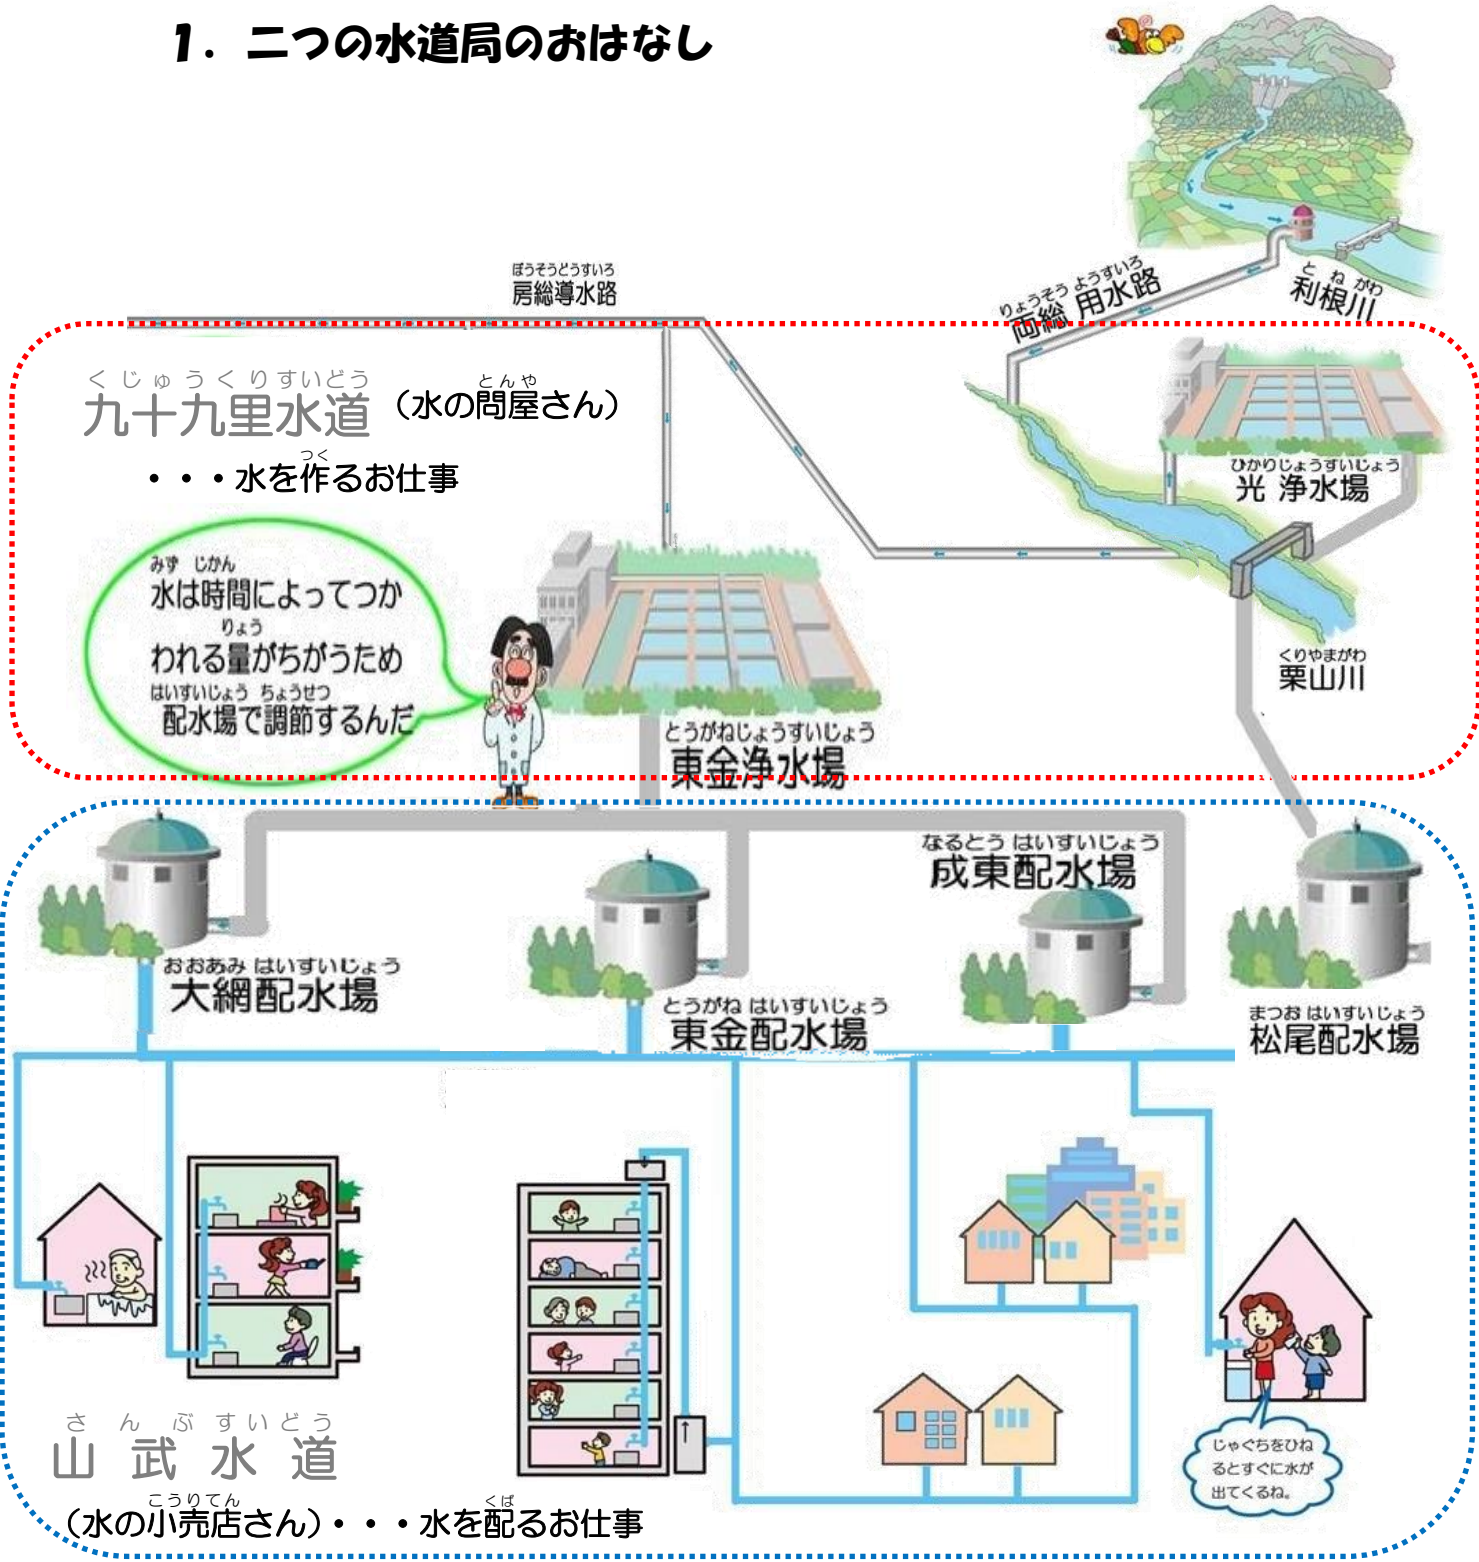 1. 二つの水道局のおはなし
ぼうそうどうすいろ
房総導水路
りょうそう ようすいろ
両総 用水路
とねがわ
利根川
くじゅうくりすいどう
九十九里水道
とんや
（水の問屋さん）
つく
・・・水を作るお仕事
ひかりじょうすいじょう
光 浄水場
みず じかん
水は時間によってつか
りょう
われる量がちがうため
はいすいじょう ちょうせつ
配水場で調節するんだ
くりやまがわ
栗山川
とうがねじょうすいじょう
東金浄水場
なるとう はいすいじょう
成東配水場
おおあみ はいすいじょう
大網配水場
とうがね はいすいじょう
東金配水場
まつお はいすいじょう
松尾配水場
さんぶすいどう
山武水道
こうりてん
（水の小売店さん）・・・水を配るお仕事
くば
じゃぐちをひね
るとすぐに水が
出てくるね。